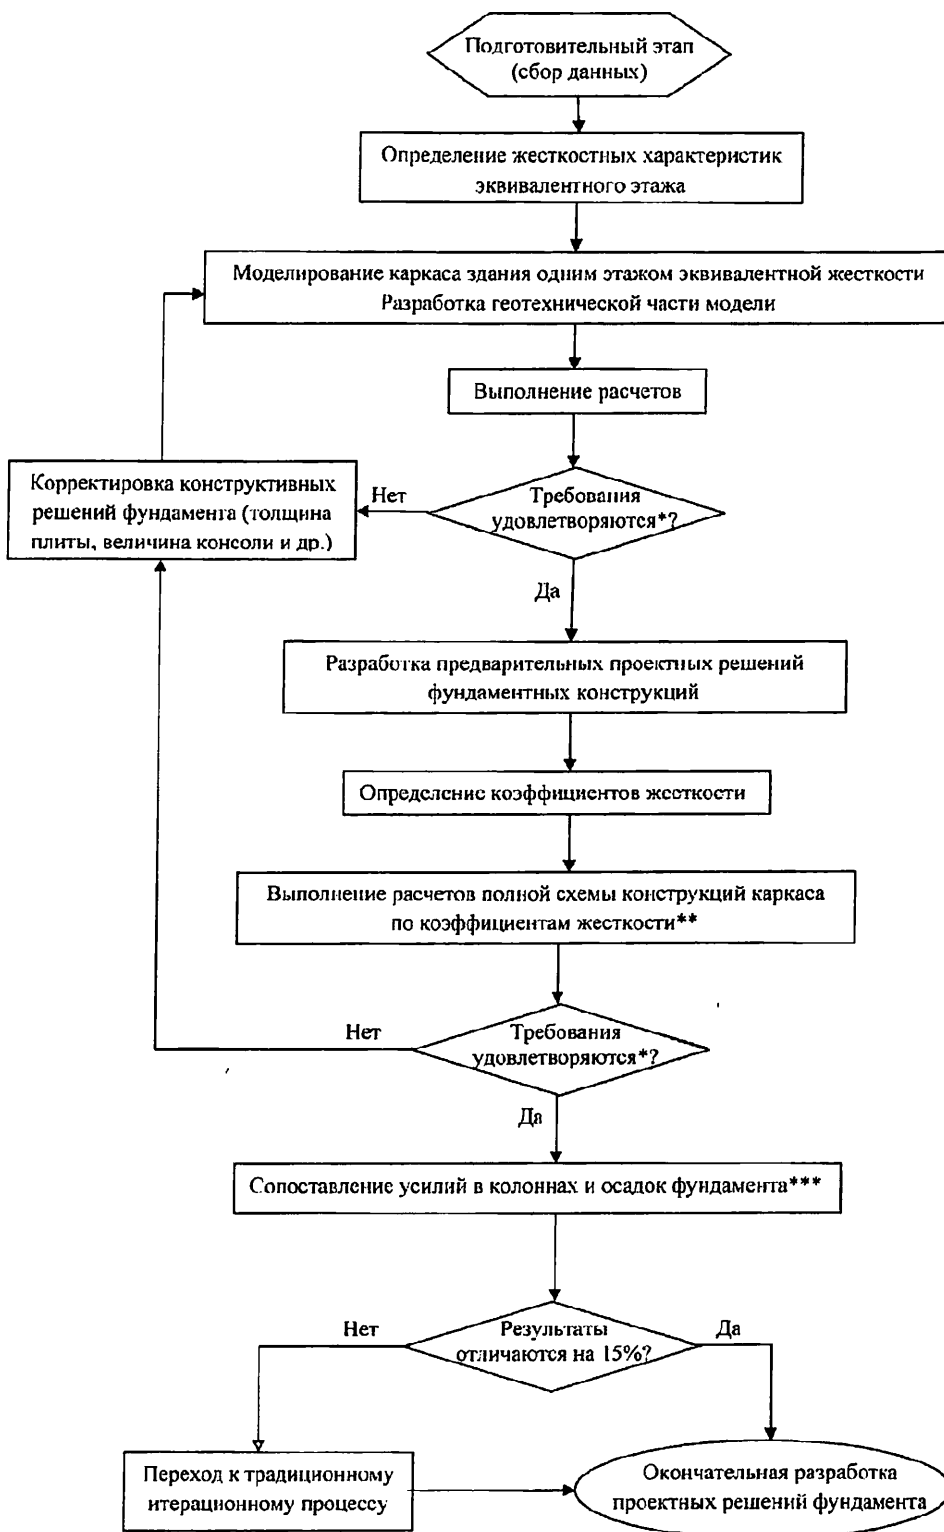 Подготовительный этап
(сбор данных)
Определение жесткостных характеристик
эквивалентного этажа
Моделирование каркаса здания одним этажом эквивалентной жесткости
Разработка геотехнической части модели
Выполнение расчетов
Корректировка конструктивных
решений фундамента (толщина
плиты, величина консоли и др.)
Нет
Требования
удовлетворяются*?
Да
Разработка предварительных проектных решений
фундаментных конструкций
Определение коэффициентов жесткости
Выполнение расчетов полной схемы конструкций каркаса
по коэффициентам жесткости**
Нет
Требования
удовлетворяются*?
Да
Сопоставление усилий в колоннах и осадок фундамента***
Нет
Результаты
отличаются на 15%?
Да
Переход к традиционному
итерационному процессу
Окончательная разработка
проектных решений фундамента